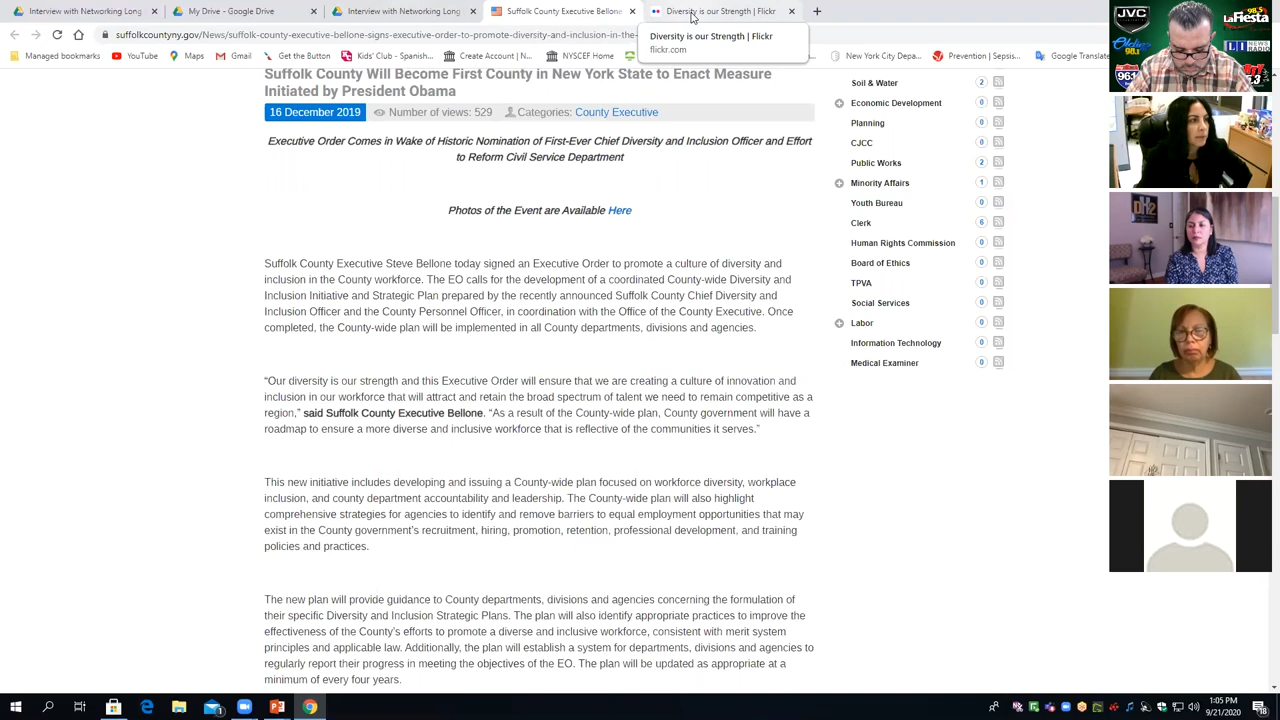 Interview with Networking Long
My Drive - Google Drive
Interview with Networking Long
Suffolk County Executive Bellone
Diversity is our Strength | Flickr
suffolkcountyny.gov/News/suffolk-county-executive-bellone-signs-executive-order-to-promote-diversity-and-inclusion-in-the
Diversity is our Strength | Flickr
flickr.com
Managed bookmarks
YouTube
Maps
Gmail
Get the Button
Kids' Club's
Create Account | N...
HBSCEF Home
New York City Depa...
Prevention | Sepsis...
Google Translate
Suffolk County Will Become First County in New York State to Enact Measure
Initiated by President Obama
16 December 2019
Number of views: 529
Categories: County Executive
Executive Order Comes in Wake of Historic Nomination of First-Ever Chief Diversity and Inclusion Officer and Effort
to Reform Civil Service Department
Photos of the Event are Available Here
Suffolk County Executive Steve Bellone today signed an Executive Order to promote a culture of diversity and
inclusion in the County workforce. The EO calls for the development of a coordinated County-wide Diversity and
Inclusion Initiative and Strategic Plan prepared by the recently announced Suffolk County Chief Diversity and
Inclusion Officer and the County Personnel Officer, in coordination with the Office of the County Executive. Once
completed, the County-wide plan will be implemented in all County departments, divisions and agencies.
“Our diversity is our strength and this Executive Order will ensure that we are creating a culture of innovation and
inclusion in our workforce that will attract and retain the broad spectrum of talent we need to remain competitive as a
region,” said Suffolk County Executive Bellone. “As a result of the County-wide plan, County government will have a
roadmap to ensure a more diverse and inclusive workforce that is reflective of the communities it serves.”
This new initiative includes developing and issuing a County-wide plan focused on workforce diversity, workplace
inclusion, and county department accountability and leadership. The County-wide plan will also highlight
comprehensive strategies for agencies to identify and remove barriers to equal employment opportunities that may
exist in the County government’s recruitment, hiring, promotion, retention, professional development, and training
policies and practices.
The new plan will provide guidance to County departments, divisions and agencies concerning the formulation of
their specific Diversity and Inclusion Strategic Plans. The plan will also identify appropriate practices to improve the
effectiveness of the County’s efforts to promote a diverse and inclusive workforce, consistent with merit system
principles and applicable law. Additionally, the plan will establish a system for departments, divisions and agencies to
regularly report their progress in meeting the objectives of the EO. The plan will be updated as appropriate at a
minimum of every four years.
Soil & Water 2
Economic Development 0
Planning 0
CJCC 0
Public Works 2
Minority Affairs 1
Youth Bureau 0
Clerk 6
Human Rights Commission 0
Board of Ethics 0
TPVA 0
Social Services 0
Labor 0
Information Technology 0
Medical Examiner 0
JVC
98.5
LaFiesta
Oldies
98.1
LI NEWS
RADIO
96.1
DH2
1:05 PM
9/21/2020
18